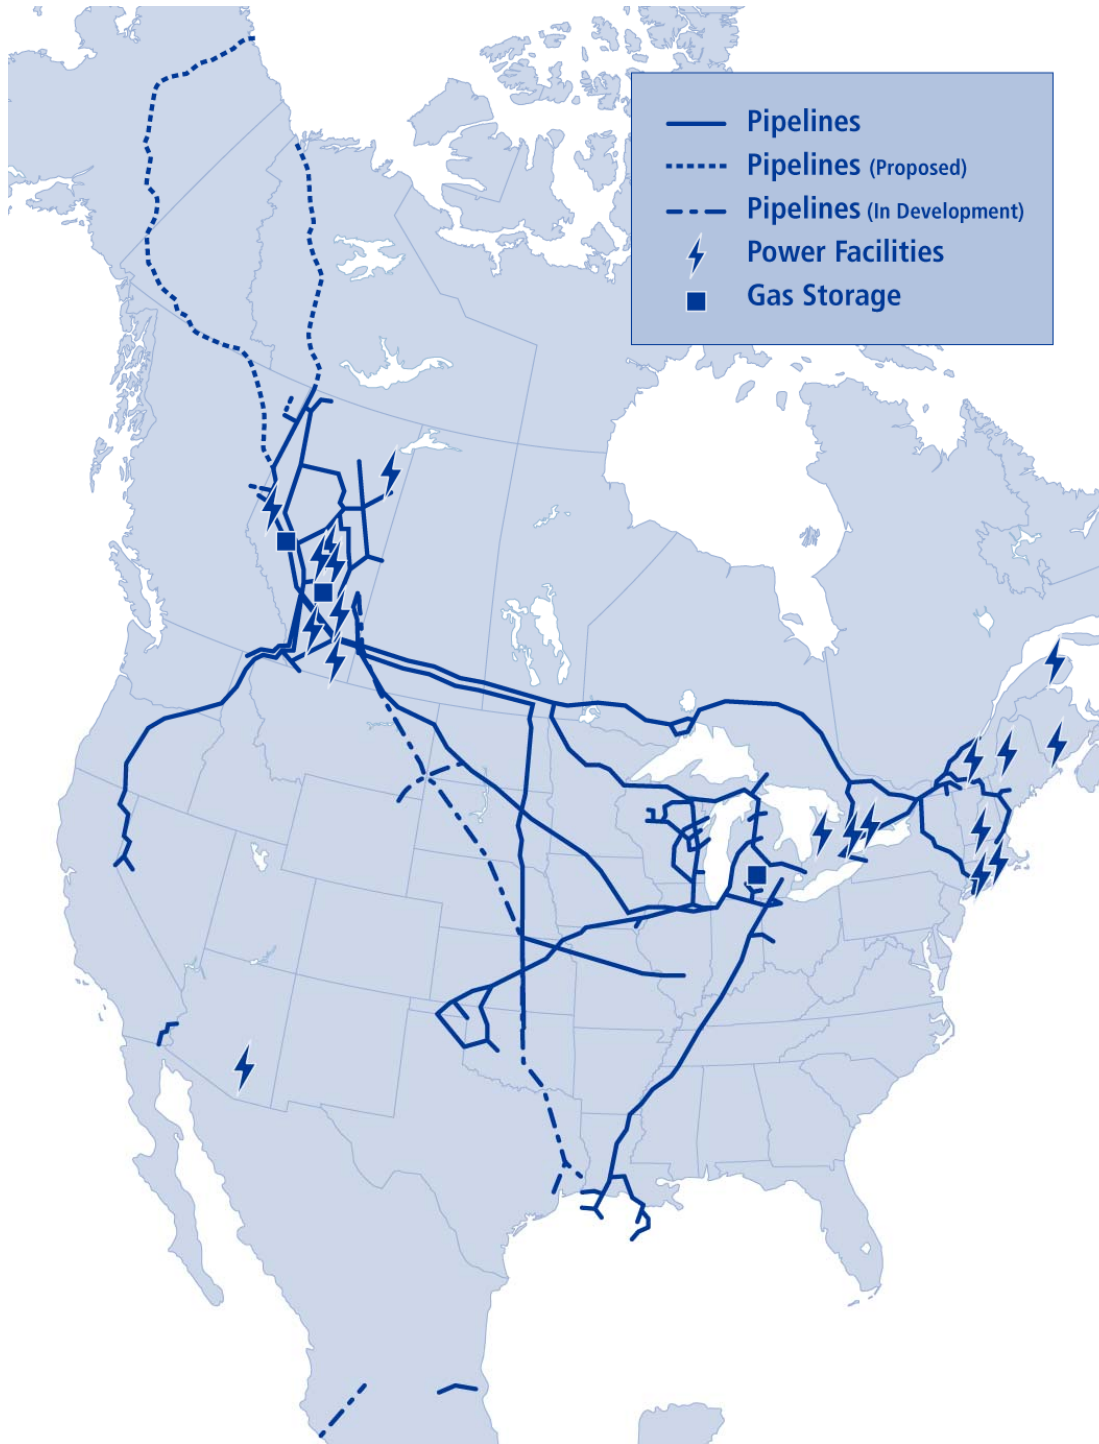 Pipelines
Pipelines (Proposed)
Pipelines (In Development)
Power Facilities
Gas Storage